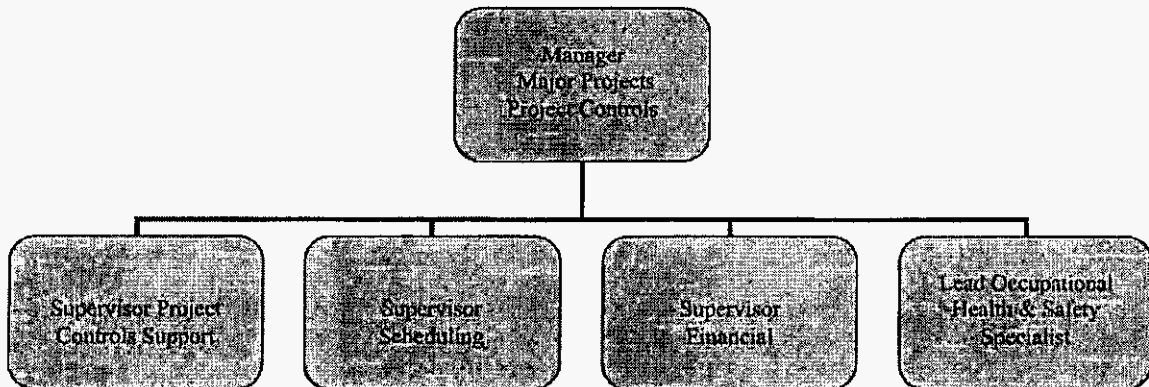 Manager
Major Projects
Project Controls
Supervisor Project
Controls Support
Supervisor
Scheduling
Supervisor
Financial
Lead Occupational
Health & Safety
Specialist